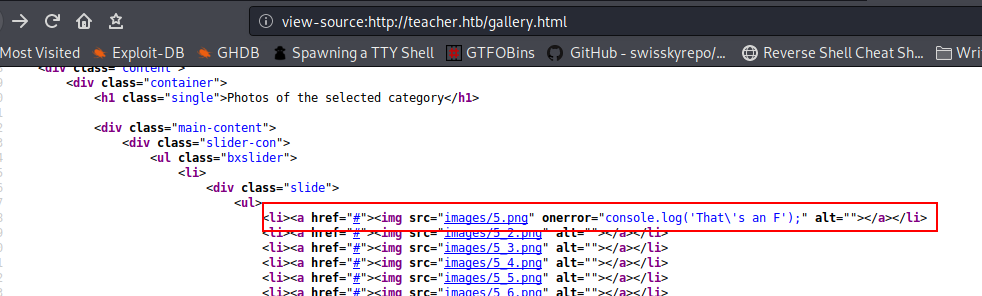 view-source:http://teacher.htb/gallery.html
Most Visited Exploit-DB GHDB Spawning a TTY Shell GTFOBins GitHub - swisskyrepo/... Reverse Shell Cheat Sh... Writ
<div class="content">
<div class="container">
<h1 class="single">Photos of the selected category</h1>
<div class="main-content">
<div class="slider-con">
<ul class="bxslider">
<li>
<div class="slide">
<ul>
<li><a href="#"><img src="images/5.png" onerror="console.log('That\'s an F');" alt=""></a></li>
<li><a href="#"><img src="images/5_2.png" alt=""></a></li>
<li><a href="#"><img src="images/5_3.png" alt=""></a></li>
<li><a href="#"><img src="images/5_4.png" alt=""></a></li>
<li><a href="#"><img src="images/5_5.png" alt=""></a></li>
<li><a href="#"><img src="images/5_6.png" alt=""></a></li>